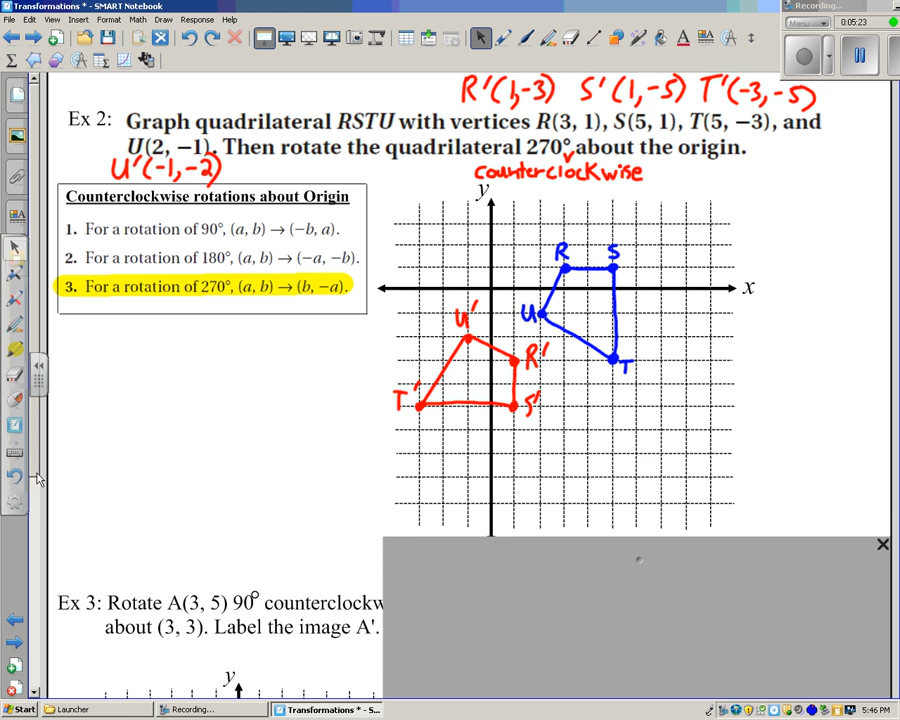 Transformations * - SMART Notebook
Recording...
File Edit View Insert Format Math Draw Response Help
Menu
00:05:23
R'(1,-3) S'(1,-5) T'(-3,-5)
Ex 2: Graph quadrilateral RSTU with vertices R(3, 1), S(5, 1), T(5, −3), and
U(2, −1). Then rotate the quadrilateral 270° about the origin.
U'(-1,-2)
counterclockwise
Counterclockwise rotations about Origin
1. For a rotation of 90°, (a, b) → (−b, a).
2. For a rotation of 180°, (a, b) → (−a, −b).
3. For a rotation of 270°, (a, b) → (b, −a).
y
R S
x
U
U'
R'
T
T' S'
Ex 3: Rotate A(3, 5) 90° counterclockw
about (3, 3). Label the image A'.
y
Start Launcher Recording... Transformations * - S... 5:46 PM